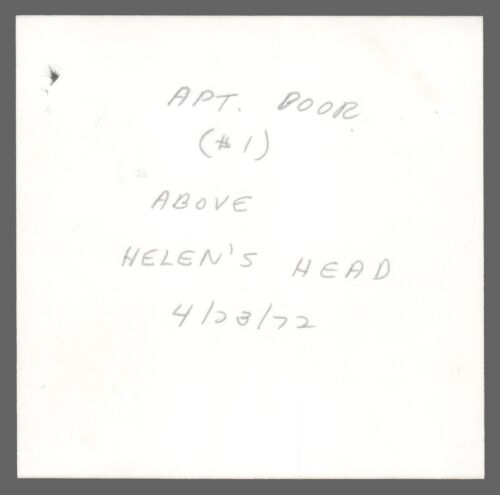 APT. DOOR
(#1)
ABOVE
HELEN'S HEAD
4/23/72